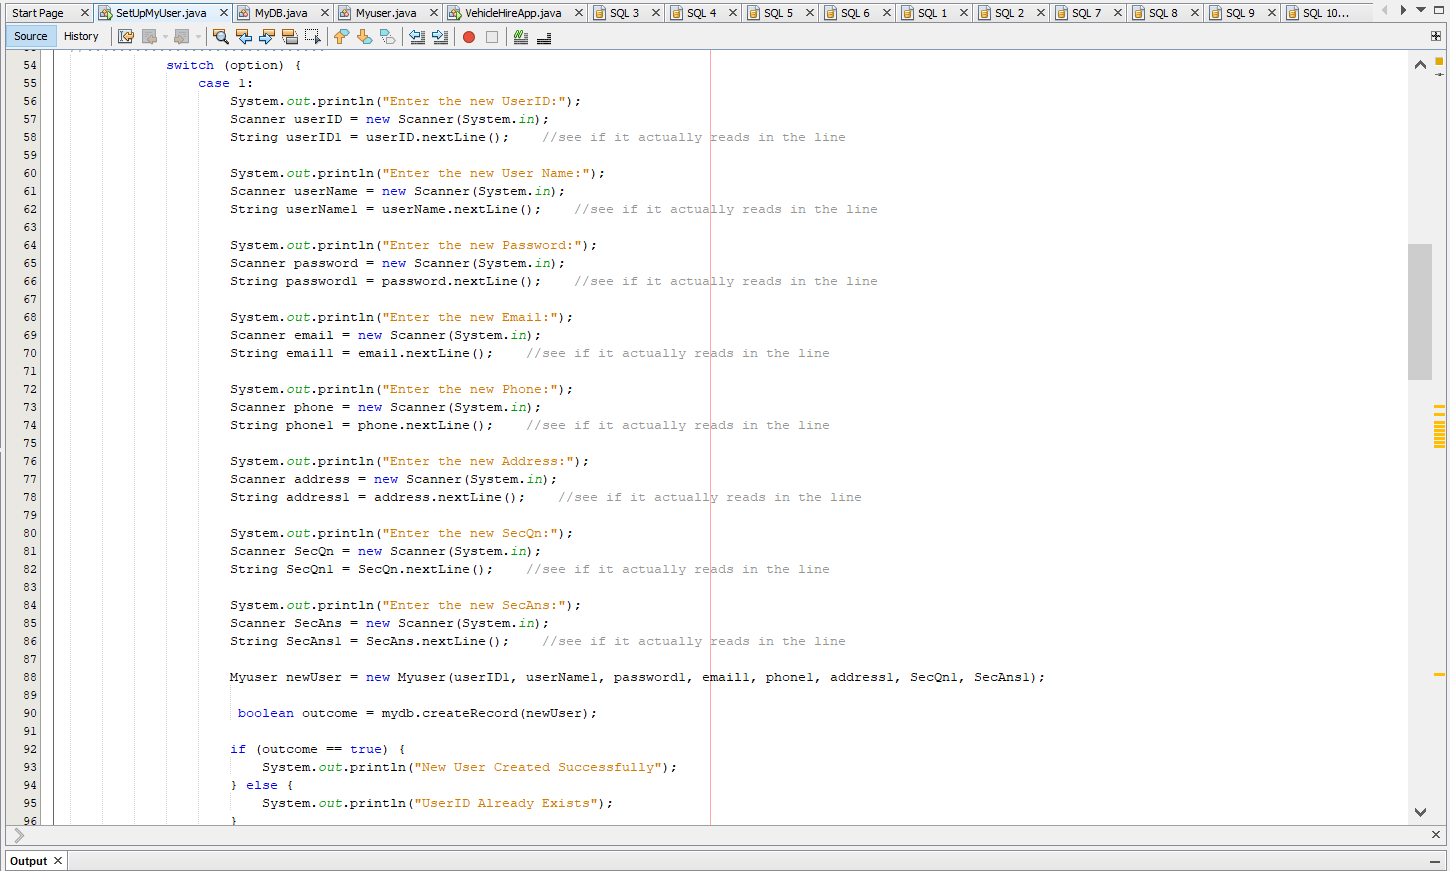 Start Page SetUpMyUser.java MyDB.java Myuser.java VehicleHireApp.java SQL 3 SQL 4 SQL 5 SQL 6 SQL 1 SQL 2 SQL 7 SQL 8 SQL 9 SQL 10...
Source History
54 switch (option) {
55 case 1:
56 System.out.println("Enter the new UserID:");
57 Scanner userID = new Scanner(System.in);
58 String userID1 = userID.nextLine(); //see if it actually reads in the line
59
60 System.out.println("Enter the new User Name:");
61 Scanner userName = new Scanner(System.in);
62 String userName1 = userName.nextLine(); //see if it actually reads in the line
63
64 System.out.println("Enter the new Password:");
65 Scanner password = new Scanner(System.in);
66 String password1 = password.nextLine(); //see if it actually reads in the line
67
68 System.out.println("Enter the new Email:");
69 Scanner email = new Scanner(System.in);
70 String email1 = email.nextLine(); //see if it actually reads in the line
71
72 System.out.println("Enter the new Phone:");
73 Scanner phone = new Scanner(System.in);
74 String phone1 = phone.nextLine(); //see if it actually reads in the line
75
76 System.out.println("Enter the new Address:");
77 Scanner address = new Scanner(System.in);
78 String address1 = address.nextLine(); //see if it actually reads in the line
79
80 System.out.println("Enter the new SecQn:");
81 Scanner SecQn = new Scanner(System.in);
82 String SecQn1 = SecQn.nextLine(); //see if it actually reads in the line
83
84 System.out.println("Enter the new SecAns:");
85 Scanner SecAns = new Scanner(System.in);
86 String SecAns1 = SecAns.nextLine(); //see if it actually reads in the line
87
88 Myuser newUser = new Myuser(userID1, userName1, password1, email1, phone1, address1, SecQn1, SecAns1);
89
90 boolean outcome = mydb.createRecord(newUser);
91
92 if (outcome == true) {
93 System.out.println("New User Created Successfully");
94 } else {
95 System.out.println("UserID Already Exists");
96 }
Output